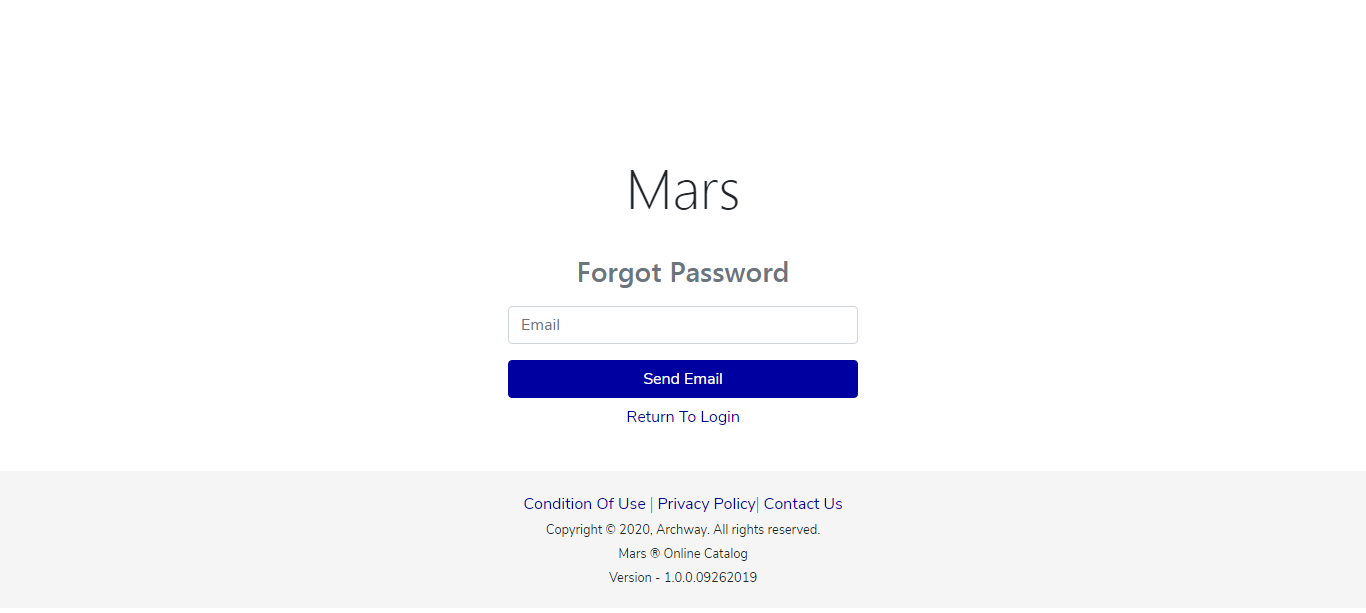 Mars
Forgot Password
Email
Send Email
Return To Login
Condition Of Use | Privacy Policy| Contact Us
Copyright © 2020, Archway. All rights reserved.
Mars ® Online Catalog
Version - 1.0.0.09262019